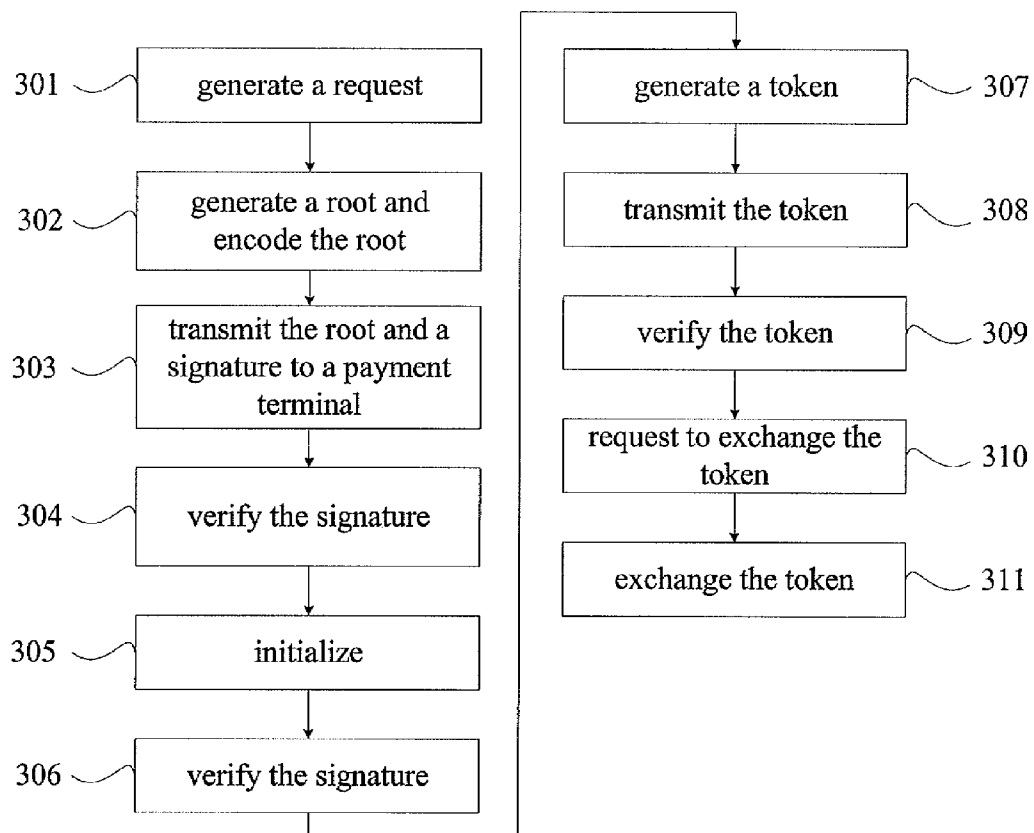 301
generate a request
302
generate a root and
encode the root
303
transmit the root and a
signature to a payment
terminal
304
verify the signature
305
initialize
306
verify the signature
generate a token
307
transmit the token
308
verify the token
309
request to exchange the
token
310
exchange the token
311